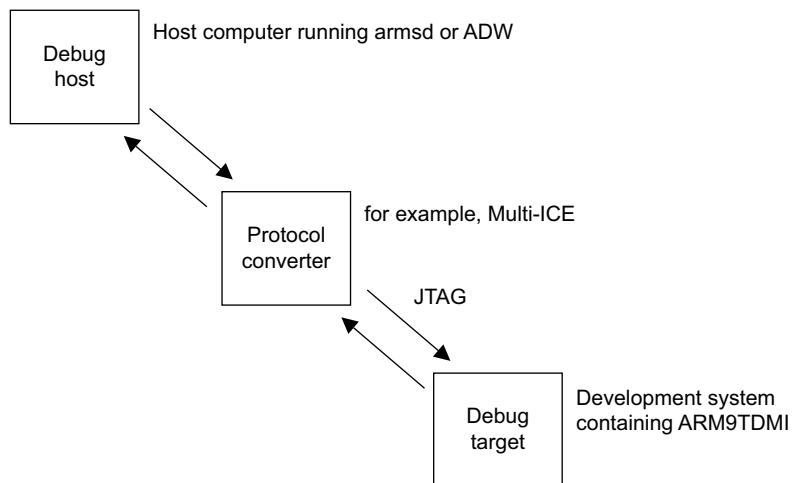 Host computer running armsd or ADW
Debug
host
for example, Multi-ICE
Protocol
converter
JTAG
Debug
target
Development system
containing ARM9TDMI